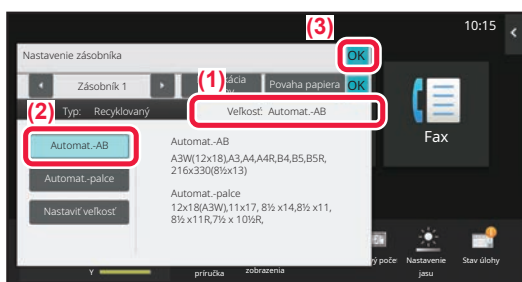 10:15
(3)
Nastavenie zásobníka
OK
(1)
Zásobník 1
Povaha papiera
OK
(2)
Typ: Recyklovaný
Veľkosť: Automat.-AB
Automat.-AB
Automat.-palce
Nastaviť veľkosť
Automat.-AB
A3W(12x18),A3,A4,A4R,B4,B5,B5R,
216x330(8½x13)
Automat.-palce
12x18(A3W),11x17, 8½ x14,8½ x11,
8½ x11R,7½ x 10½R,
Fax
Y
príručka
zobrazenia
Nastavenie
jasu
Stav úlohy